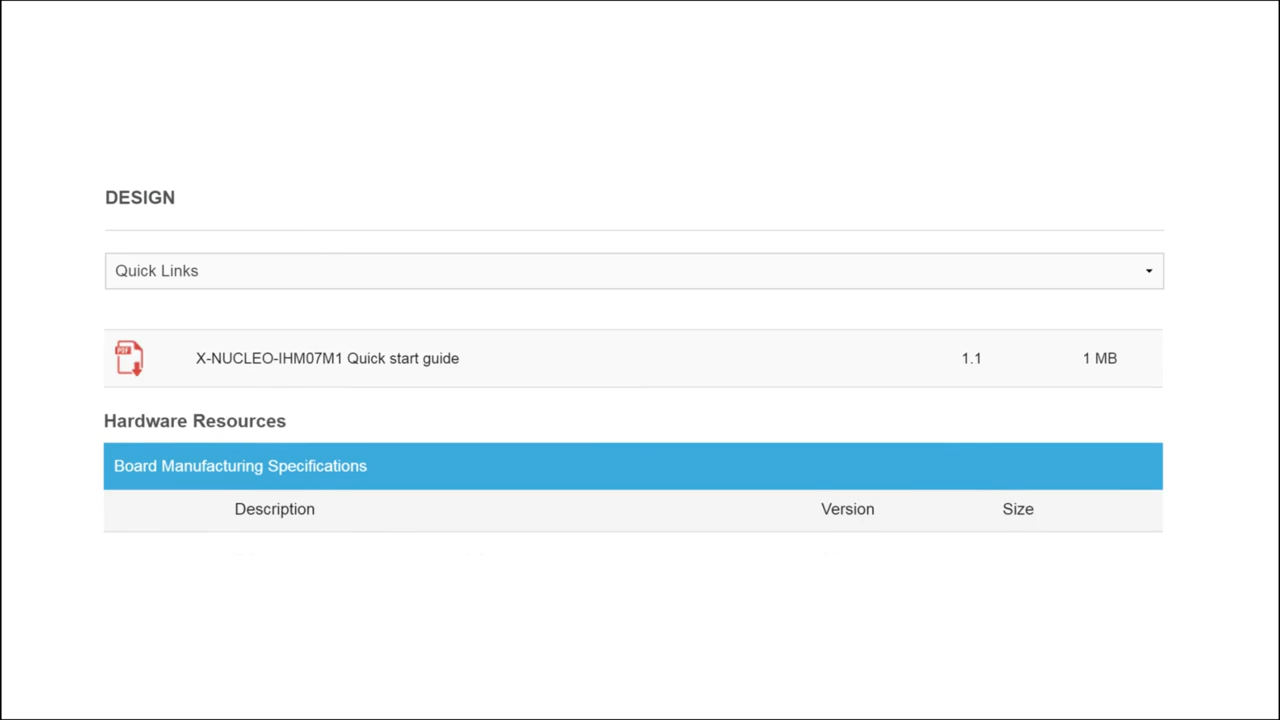 DESIGN
Quick Links
PDF
X-NUCLEO-IHM07M1 Quick start guide 1.1 1 MB
Hardware Resources
Board Manufacturing Specifications
Description Version Size